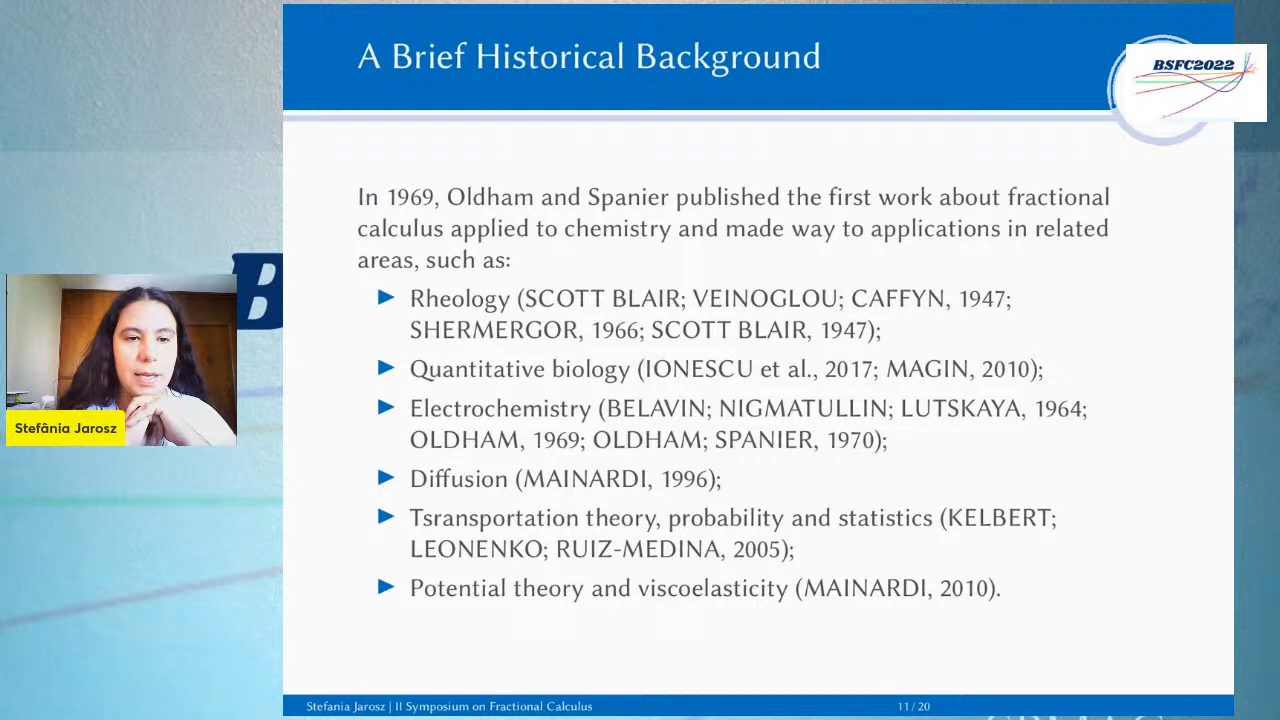 A Brief Historical Background
BSFC2022
In 1969, Oldham and Spanier published the first work about fractional
calculus applied to chemistry and made way to applications in related
areas, such as:
Rheology (SCOTT BLAIR; VEINOGLOU; CAFFYN, 1947;
SHERMERGOR, 1966; SCOTT BLAIR, 1947);
Quantitative biology (IONESCU et al., 2017; MAGIN, 2010);
Electrochemistry (BELAVIN; NIGMATULLIN; LUTSKAYA, 1964;
OLDHAM, 1969; OLDHAM; SPANIER, 1970);
Diffusion (MAINARDI, 1996);
Tsransportation theory, probability and statistics (KELBERT;
LEONENKO; RUIZ-MEDINA, 2005);
Potential theory and viscoelasticity (MAINARDI, 2010).
Stefânia Jarosz
Stefania Jarosz | II Symposium on Fractional Calculus
11 / 20